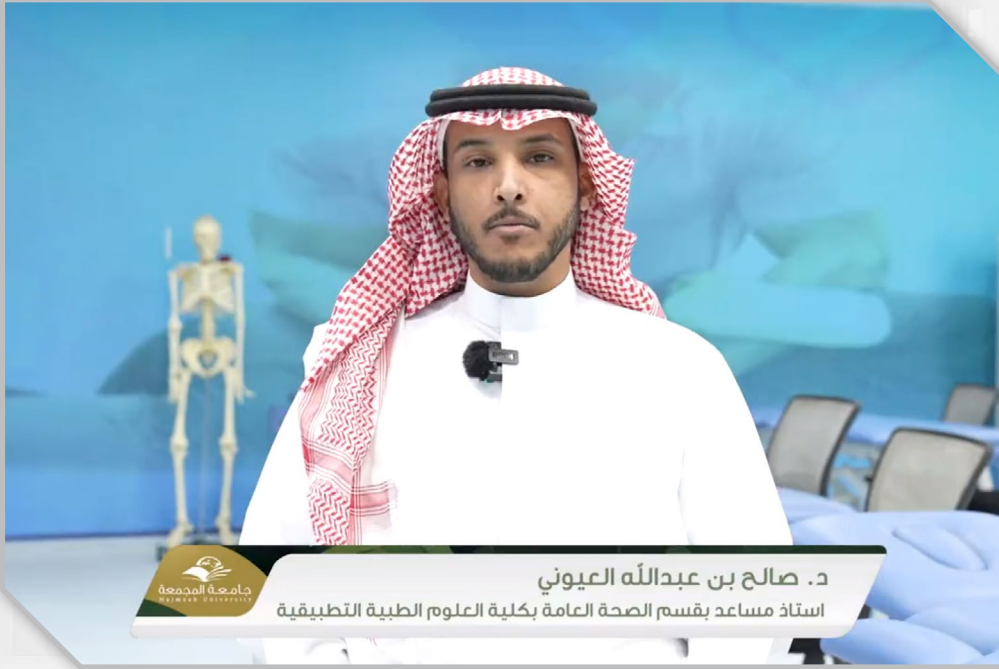 د. صالح بن عبدالله العيوني
استاذ مساعد بقسم الصحة العامة بكلية العلوم الطبية التطبيقية
جامعة المجمعة
Majmaah University